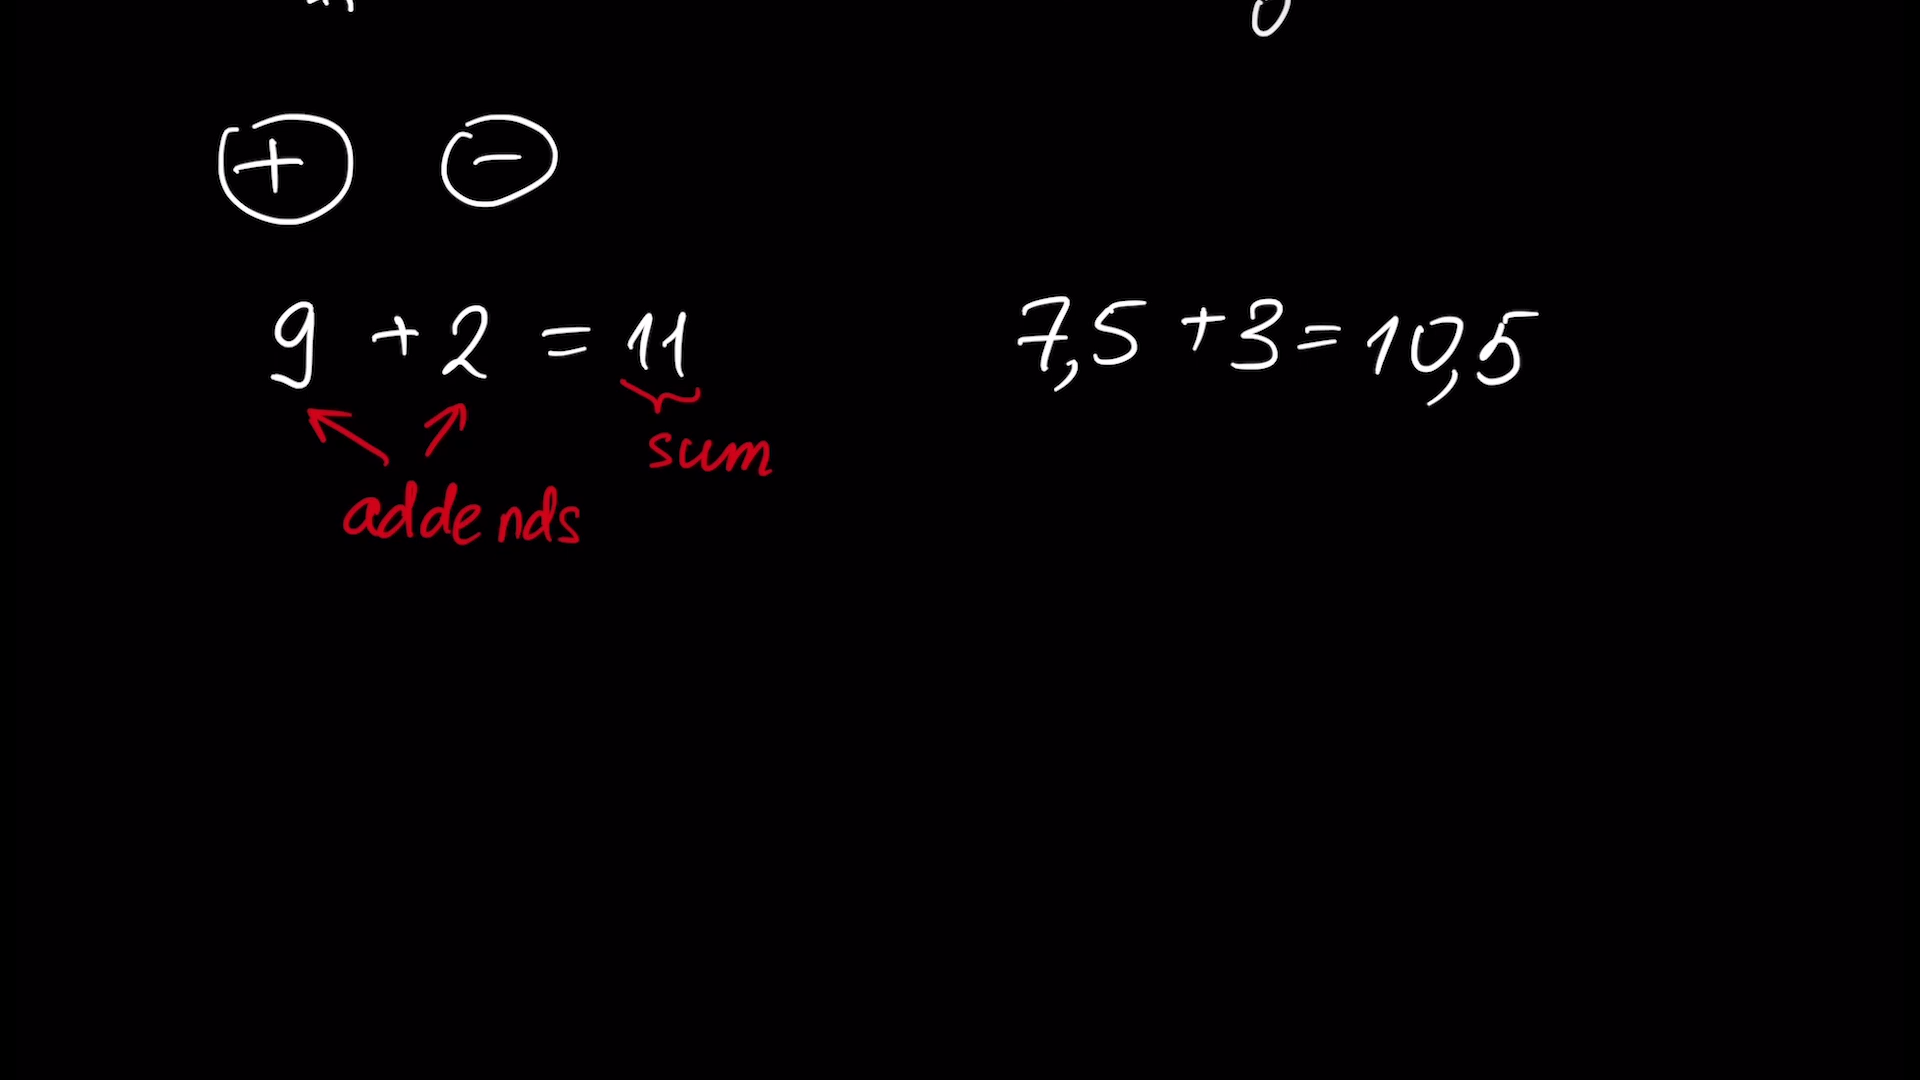 + -
9 + 2 = 11
7,5 + 3 = 10,5
sum
addends